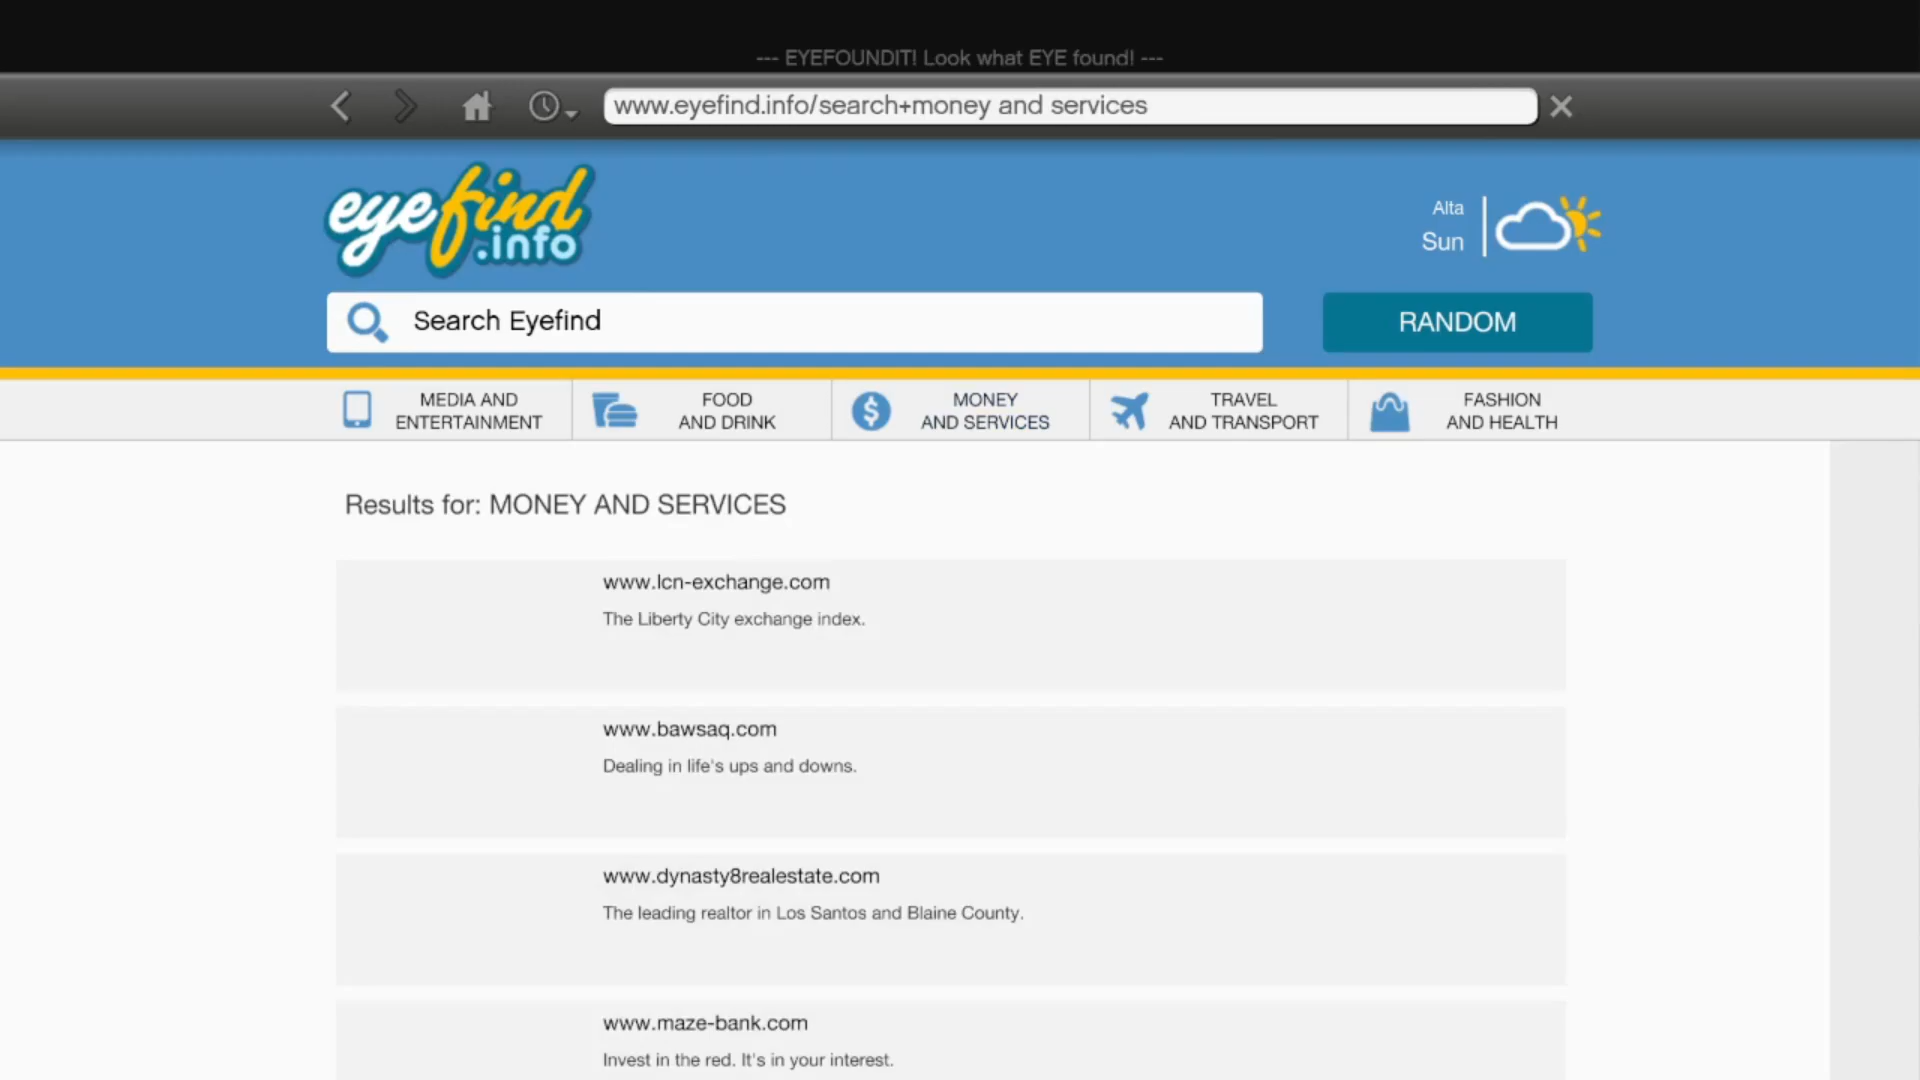 --- EYEFOUNDIT! Look what EYE found! ---
www.eyefind.info/search+money and services
eyefind
.info
Alta
Sun
Search Eyefind
RANDOM
MEDIA AND
ENTERTAINMENT
FOOD
AND DRINK
MONEY
AND SERVICES
TRAVEL
AND TRANSPORT
FASHION
AND HEALTH
Results for: MONEY AND SERVICES
www.lcn-exchange.com
The Liberty City exchange index.
www.bawsaq.com
Dealing in life's ups and downs.
www.dynasty8realestate.com
The leading realtor in Los Santos and Blaine County.
www.maze-bank.com
Invest in the red. It's in your interest.